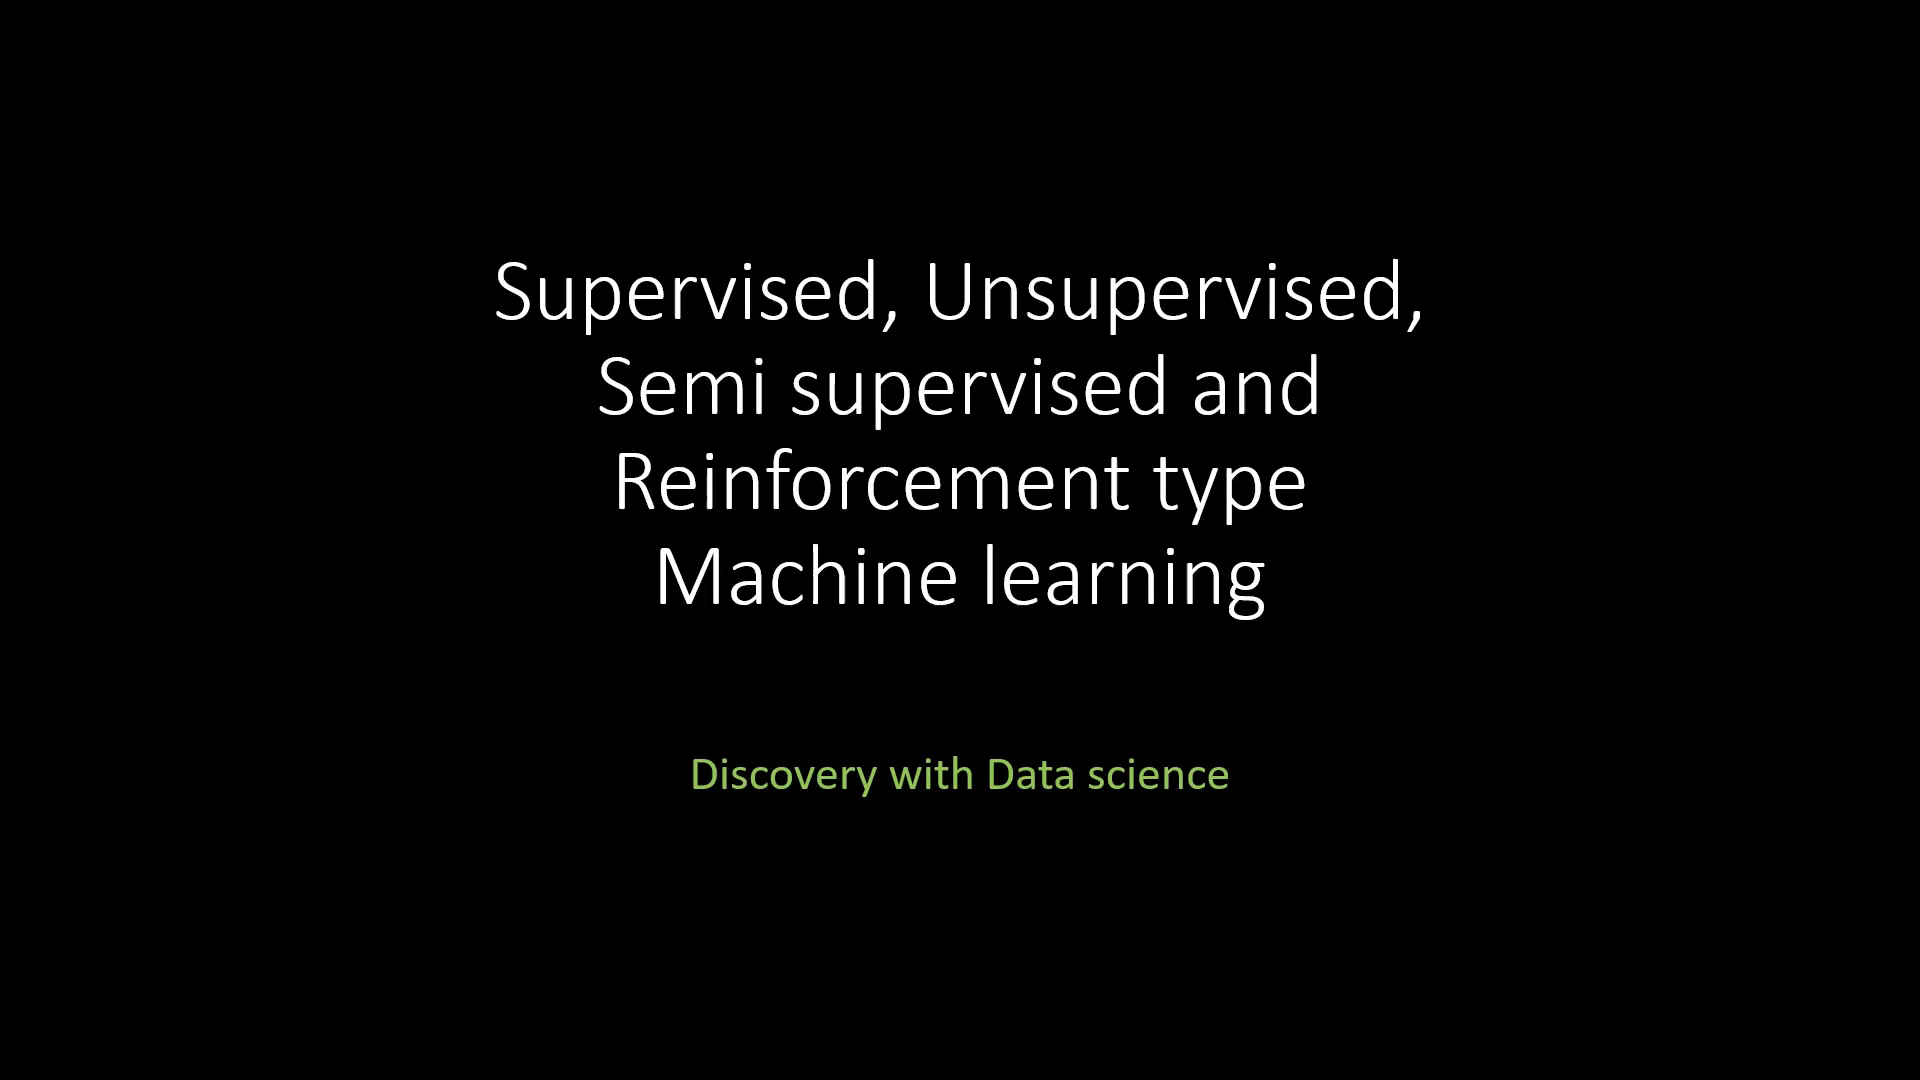 Supervised, Unsupervised,
Semi supervised and
Reinforcement type
Machine learning
Discovery with Data science